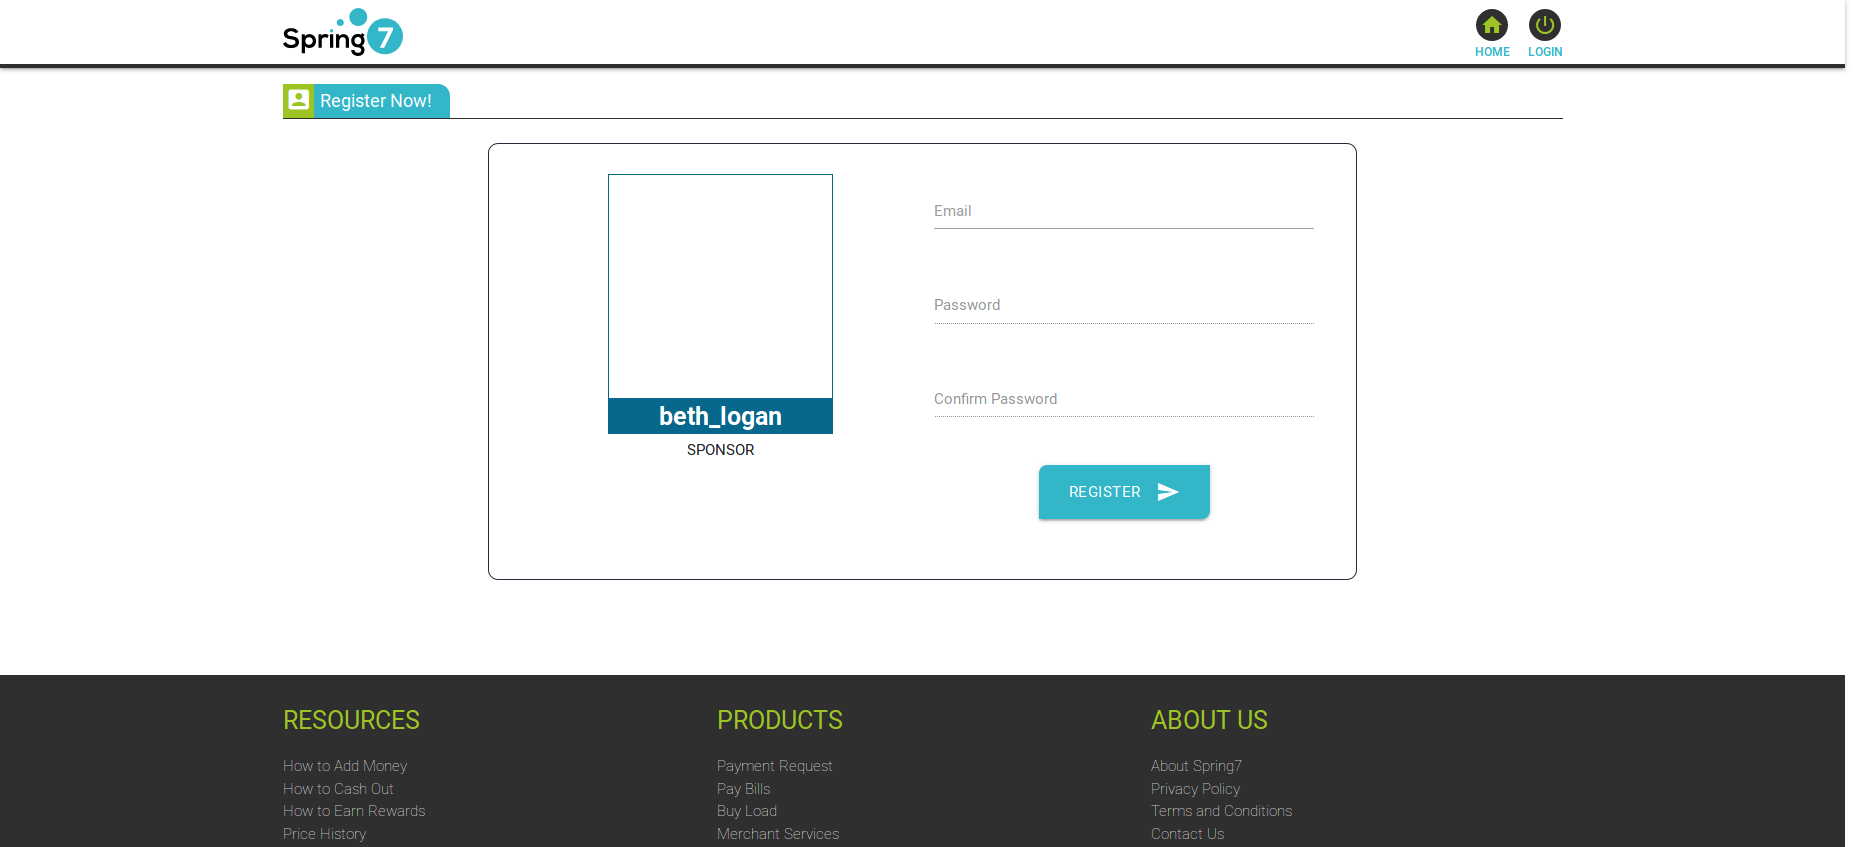 Spring7
HOME
LOGIN
Register Now!
Email
Password
Confirm Password
beth_logan
SPONSOR
REGISTER
RESOURCES
How to Add Money
How to Cash Out
How to Earn Rewards
Price History
PRODUCTS
Payment Request
Pay Bills
Buy Load
Merchant Services
ABOUT US
About Spring7
Privacy Policy
Terms and Conditions
Contact Us